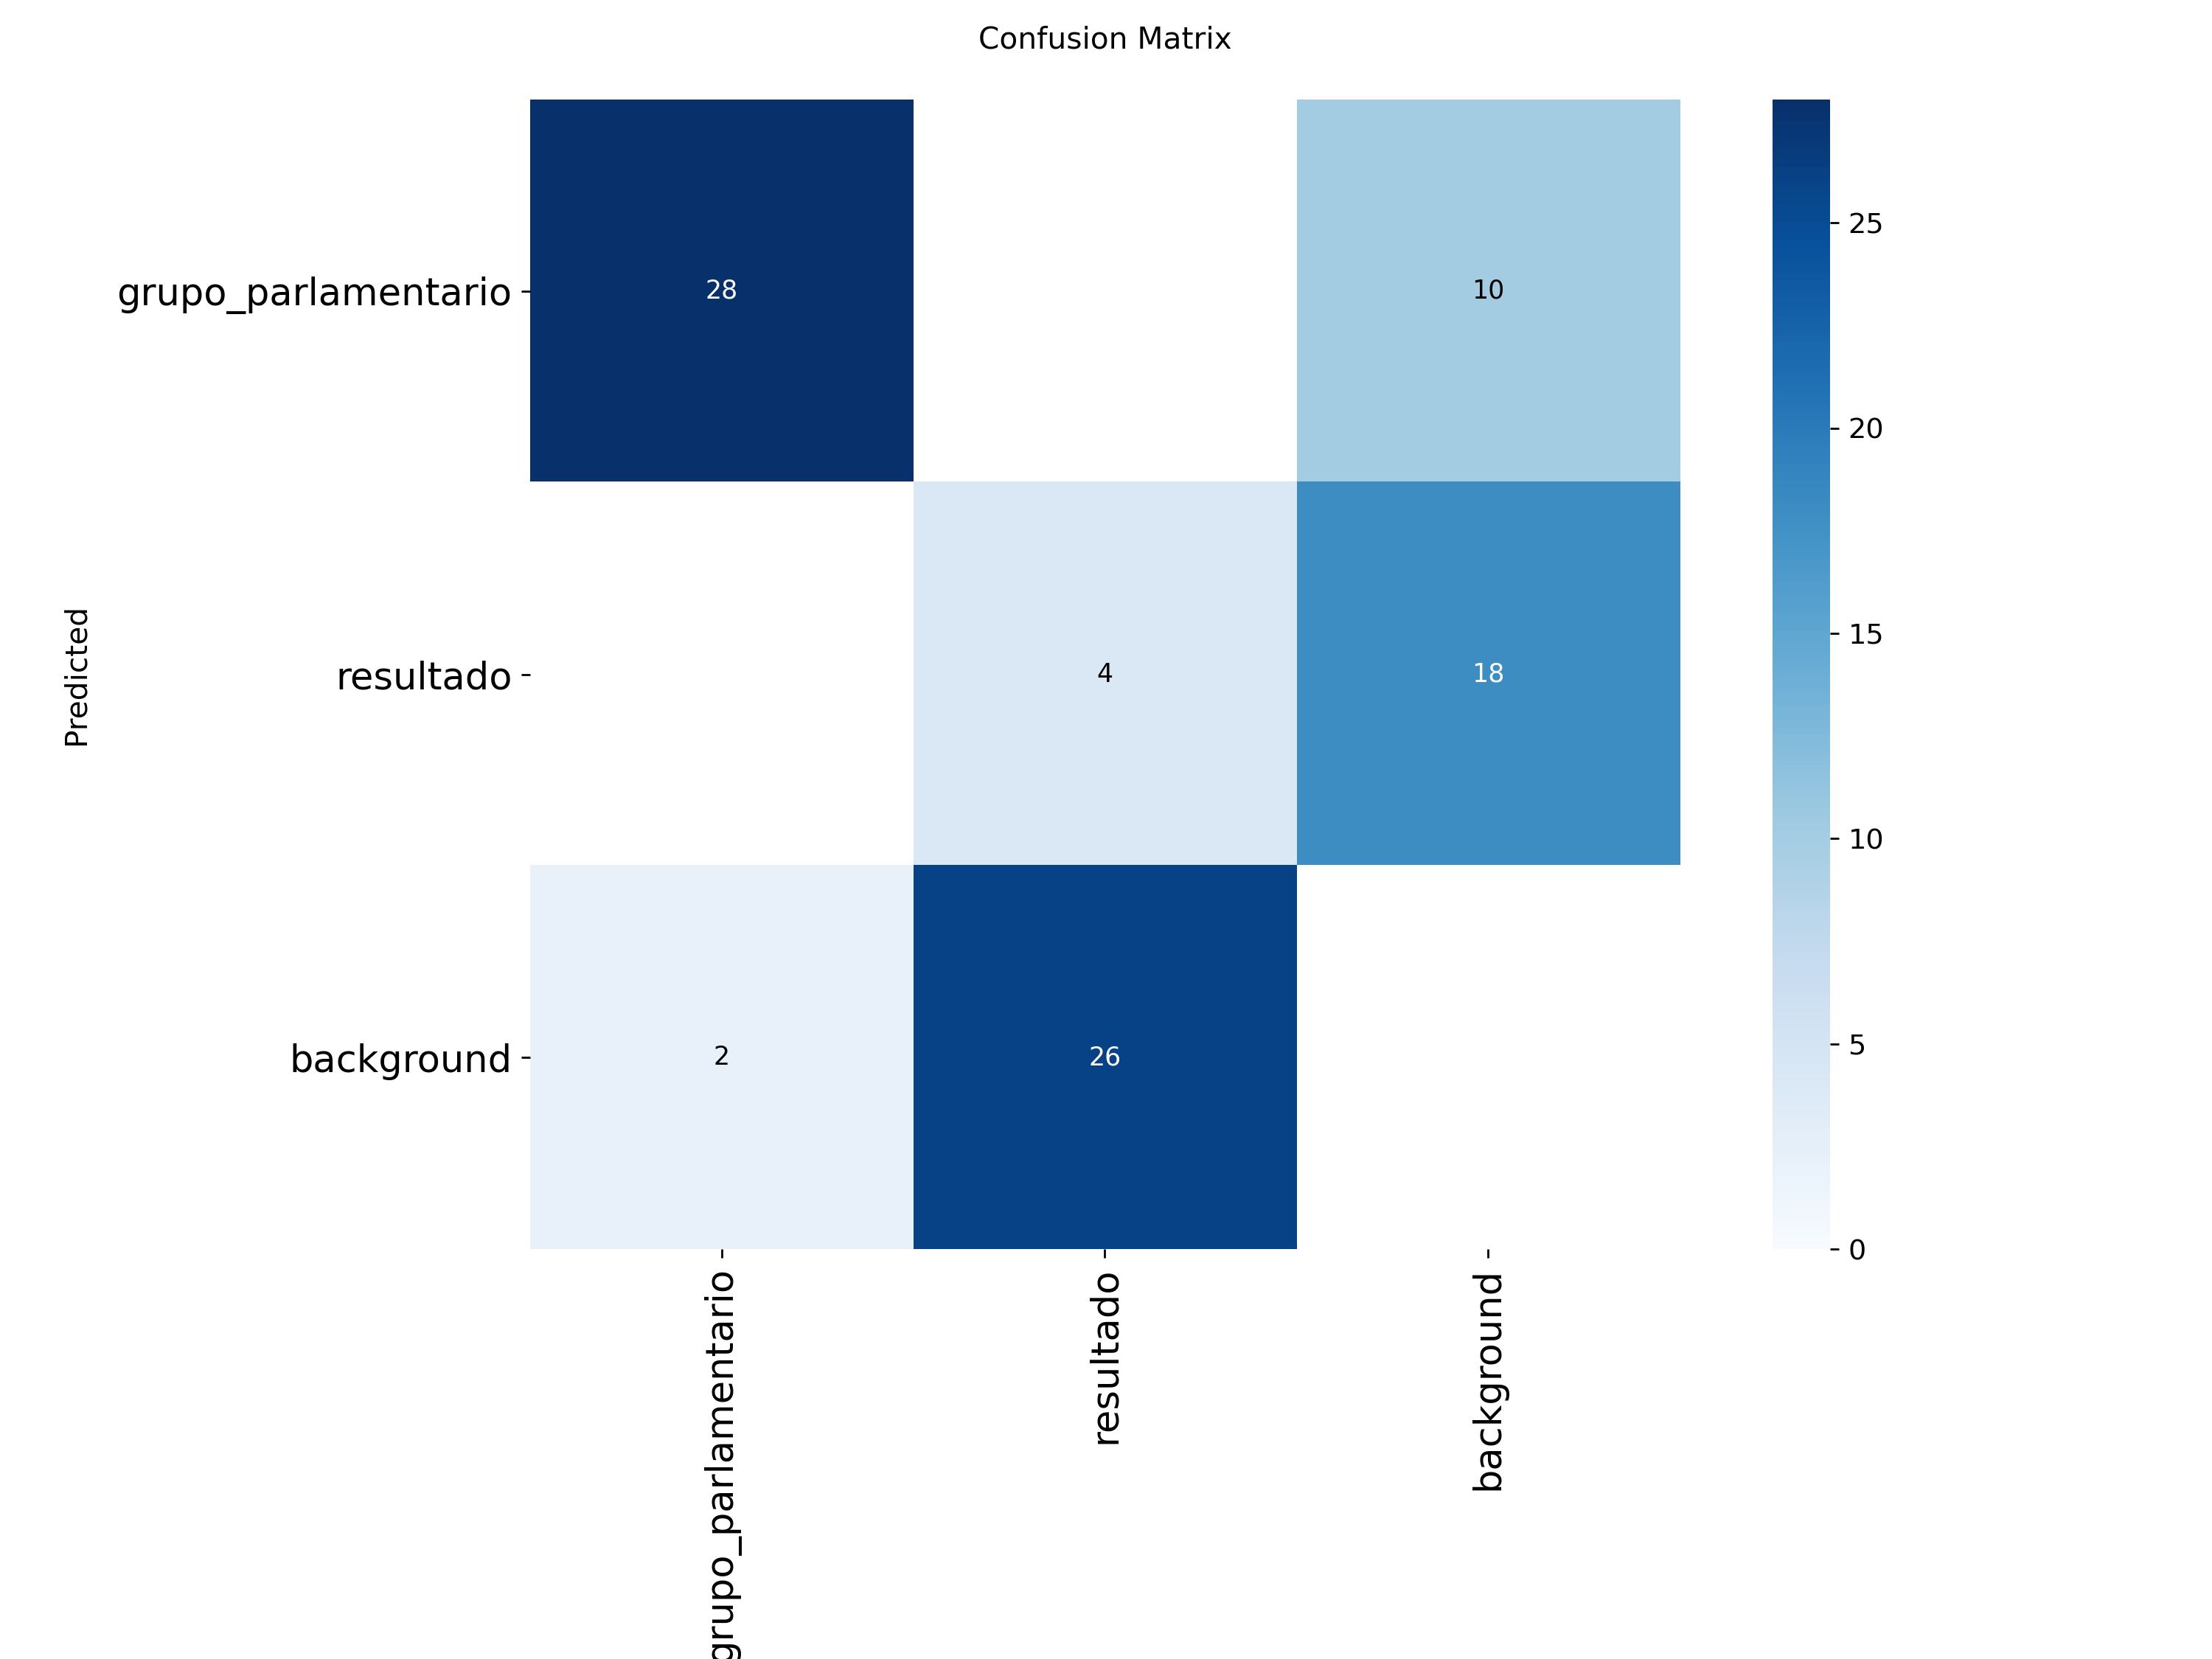 Confusion Matrix
grupo_parlamentario
28
10
25
20
Predicted
resultado
4
18
15
10
background
2
26
5
0
grupo_parlamentario
resultado
background